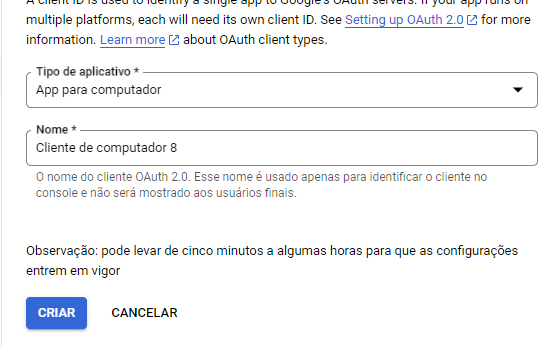 A client ID is used to identify a single app to Google's OAuth servers. If your app runs on
multiple platforms, each will need its own client ID. See Setting up OAuth 2.0 for more
information. Learn more about OAuth client types.
Tipo de aplicativo *
App para computador
Nome *
Cliente de computador 8
O nome do cliente OAuth 2.0. Esse nome é usado apenas para identificar o cliente no
console e não será mostrado aos usuários finais.
Observação: pode levar de cinco minutos a algumas horas para que as configurações
entrem em vigor
CRIAR
CANCELAR